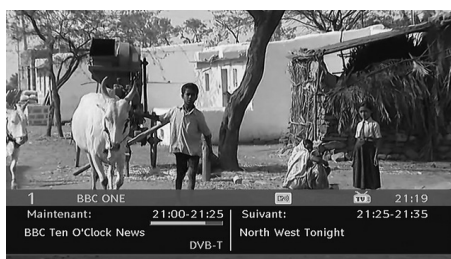 1 BBC ONE TV 21:19
Maintenant: 21:00-21:25 Suivant: 21:25-21:35
BBC Ten O'Clock News North West Tonight
DVB-T